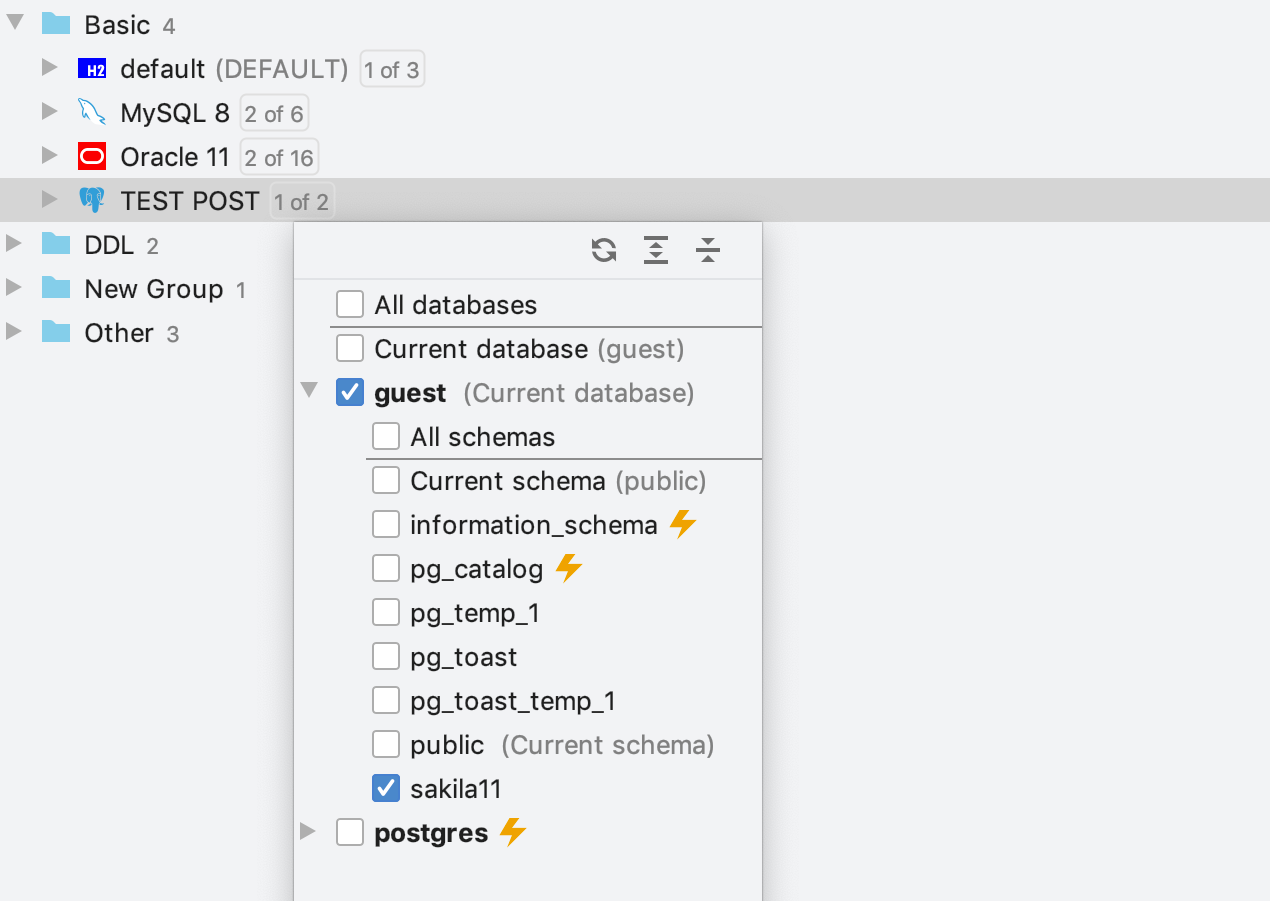 Basic 4
H2 default (DEFAULT) 1 of 3
MySQL 8 2 of 6
Oracle 11 2 of 16
TEST POST 1 of 2
DDL 2
New Group 1
Other 3
All databases
Current database (guest)
guest (Current database)
All schemas
Current schema (public)
information_schema
pg_catalog
pg_temp_1
pg_toast
pg_toast_temp_1
public (Current schema)
sakila11
postgres